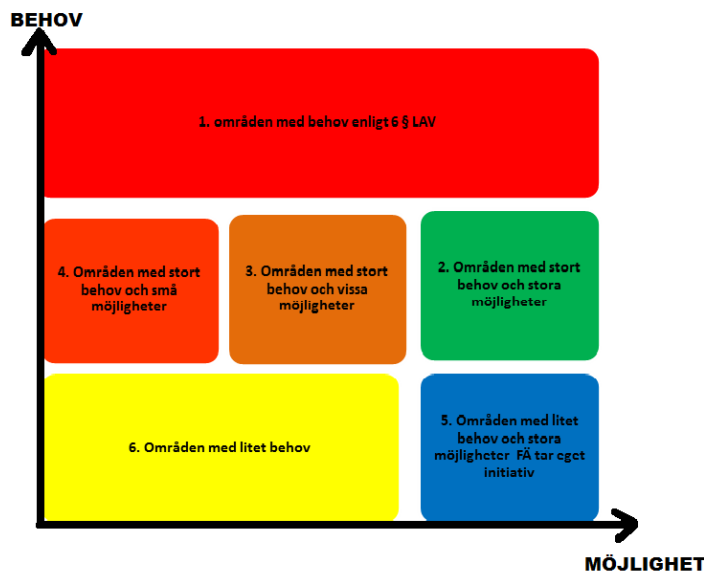 BEHOV
1. områden med behov enligt 6 § LAV
4. Områden med stort
behov och små
möjligheter
3. Områden med stort
behov och vissa
möjligheter
2. Områden med stort
behov och stora
möjligheter
6. Områden med litet behov
5. Områden med litet
behov och stora
möjligheter FÄ tar eget
initiativ
MÖJLIGHET